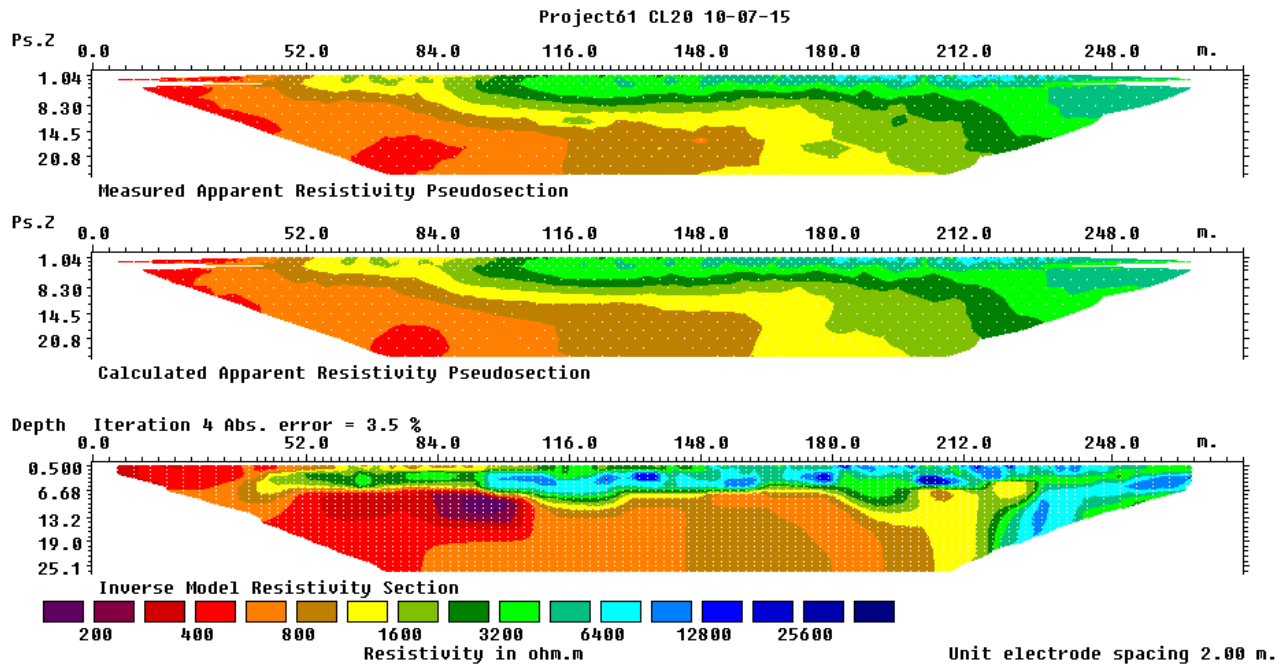 Project61 CL20 10-07-15
Ps.Z 0.0 52.0 84.0 116.0 148.0 180.0 212.0 248.0 m.
1.04
8.30
14.5
20.8
Measured Apparent Resistivity Pseudosection
Ps.Z 0.0 52.0 84.0 116.0 148.0 180.0 212.0 248.0 m.
1.04
8.30
14.5
20.8
Calculated Apparent Resistivity Pseudosection
Depth Iteration 4 Abs. error = 3.5 %
0.0 52.0 84.0 116.0 148.0 180.0 212.0 248.0 m.
0.500
6.68
13.2
19.0
25.1
Inverse Model Resistivity Section
200 400 800 1600 3200 6400 12800 25600
Resistivity in ohm.m
Unit electrode spacing 2.00 m.